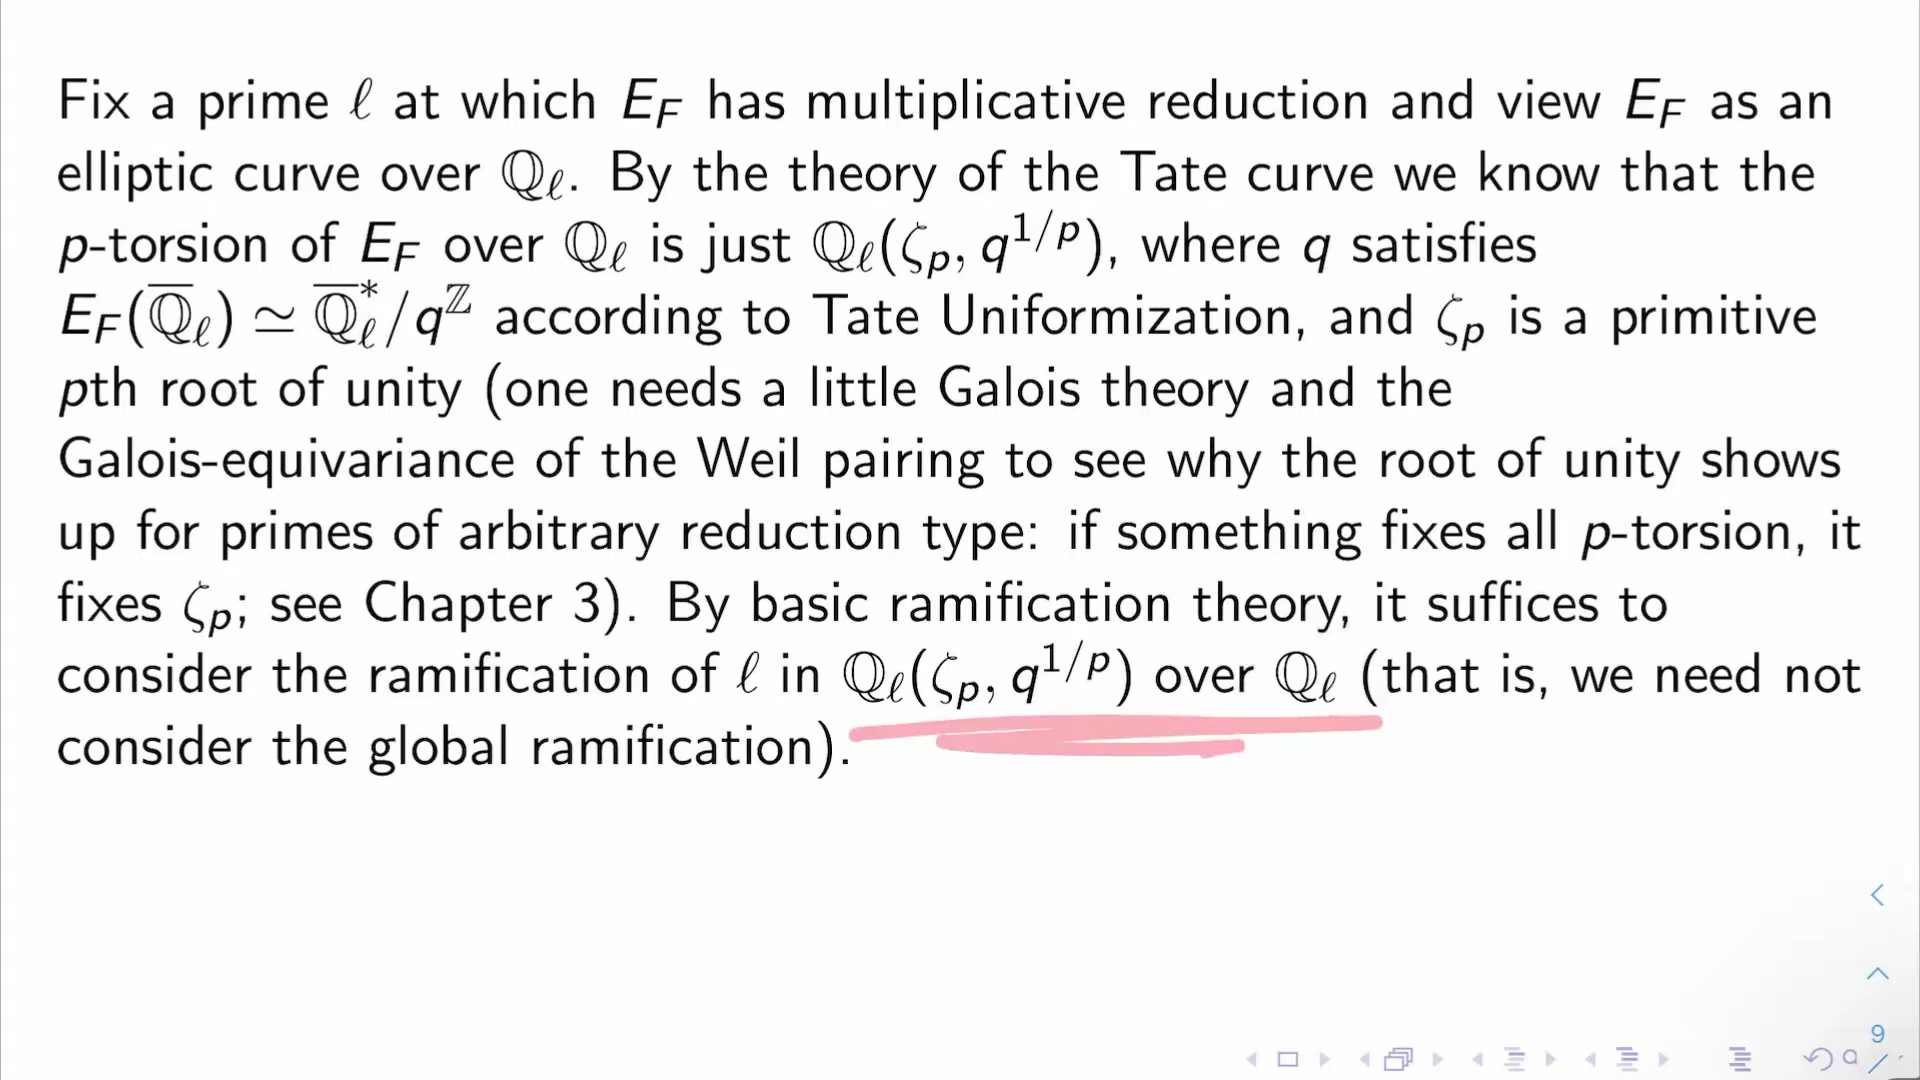 Fix a prime ℓ at which E_F has multiplicative reduction and view E_F as an
elliptic curve over ℚ_ℓ. By the theory of the Tate curve we know that the
p-torsion of E_F over ℚ_ℓ is just ℚ_ℓ(ζ_p, q^{1/p}), where q satisfies
E_F(\overline{ℚ}_ℓ) ≃ \overline{ℚ}_ℓ^*/q^ℤ according to Tate Uniformization, and ζ_p is a primitive
pth root of unity (one needs a little Galois theory and the
Galois-equivariance of the Weil pairing to see why the root of unity shows
up for primes of arbitrary reduction type: if something fixes all p-torsion, it
fixes ζ_p; see Chapter 3). By basic ramification theory, it suffices to
consider the ramification of ℓ in ℚ_ℓ(ζ_p, q^{1/p}) over ℚ_ℓ (that is, we need not
consider the global ramification).
9
/